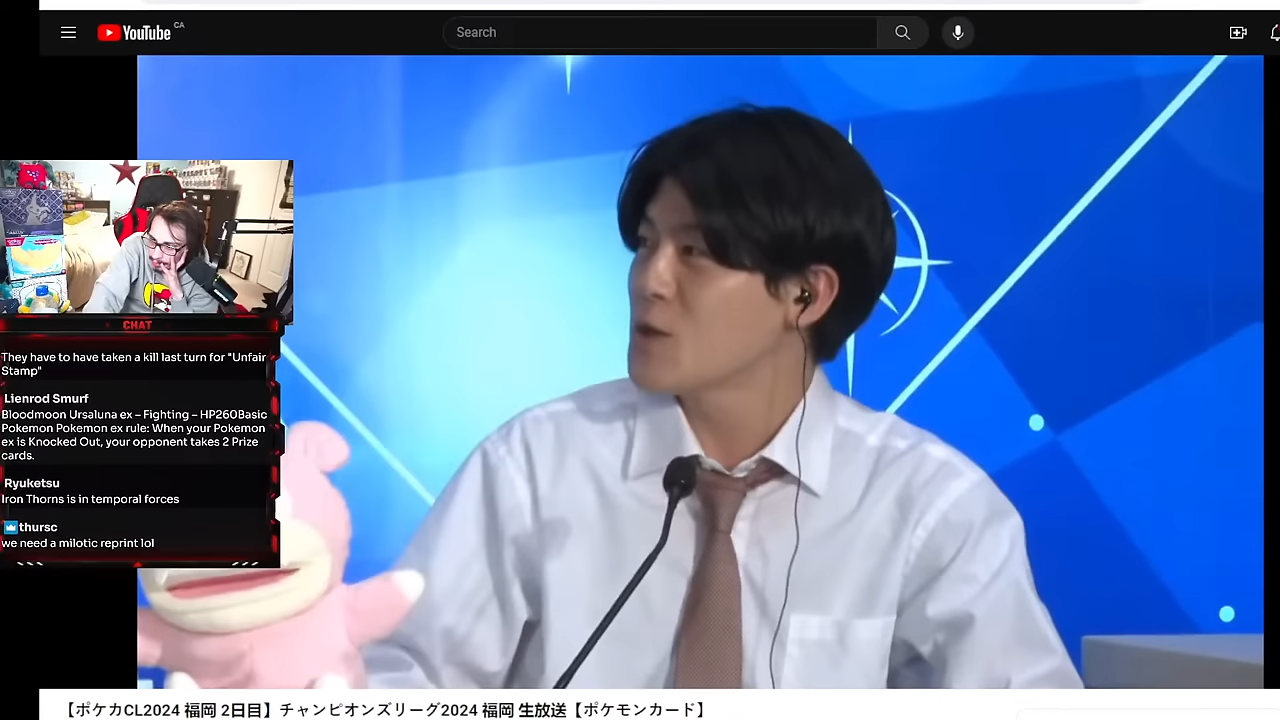 YouTube CA
Search
CHAT
They have to have taken a kill last turn for "Unfair
Stamp"
Lienrod Smurf
Bloodmoon Ursaluna ex – Fighting – HP260Basic
Pokemon Pokemon ex rule: When your Pokemon
ex is Knocked Out, your opponent takes 2 Prize
cards.
Ryuketsu
Iron Thorns is in temporal forces
thursc
we need a milotic reprint lol
【ポケカCL2024 福岡 2日目】チャンピオンズリーグ2024 福岡 生放送【ポケモンカード】